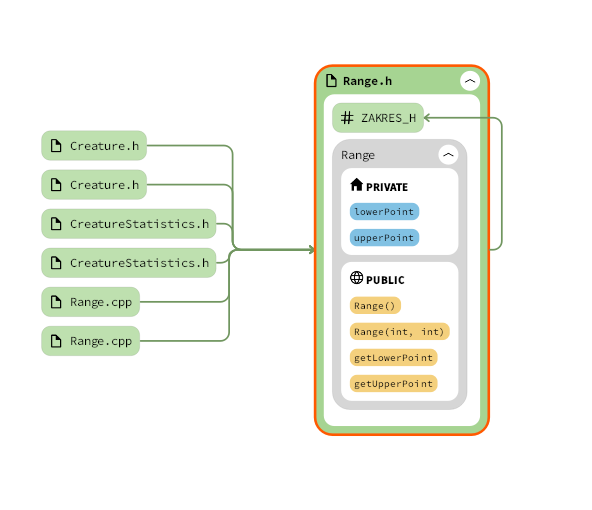 Range.h
# ZAKRES_H
Creature.h
Creature.h
CreatureStatistics.h
CreatureStatistics.h
Range.cpp
Range.cpp
Range
PRIVATE
lowerPoint
upperPoint
PUBLIC
Range()
Range(int, int)
getLowerPoint
getUpperPoint